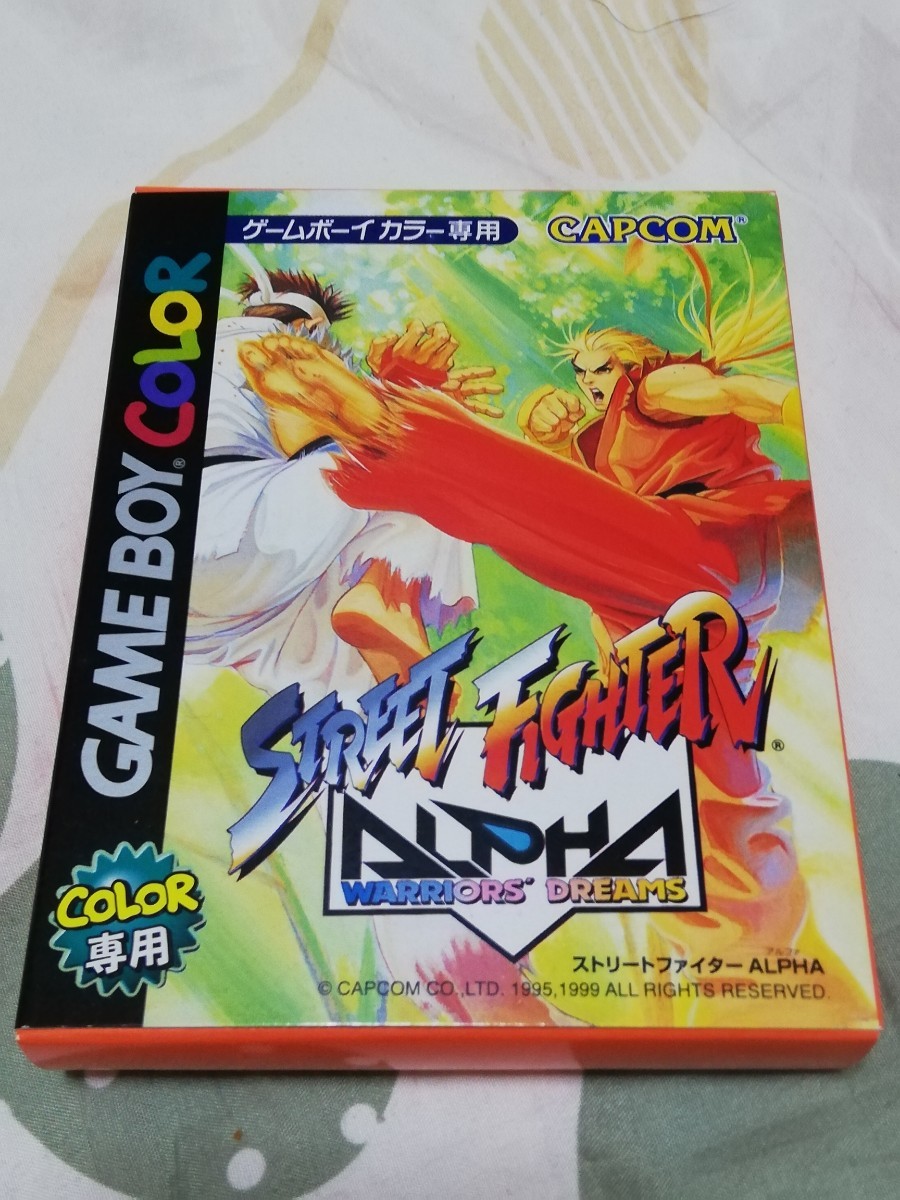 ゲームボーイ カラー専用
CAPCOM®
GAME BOY® COLOR
STREET FIGHTER®
ALPHA
WARRIORS' DREAMS
COLOR
専用
アルファ
ストリートファイター ALPHA
© CAPCOM CO.,LTD. 1995,1999 ALL RIGHTS RESERVED.